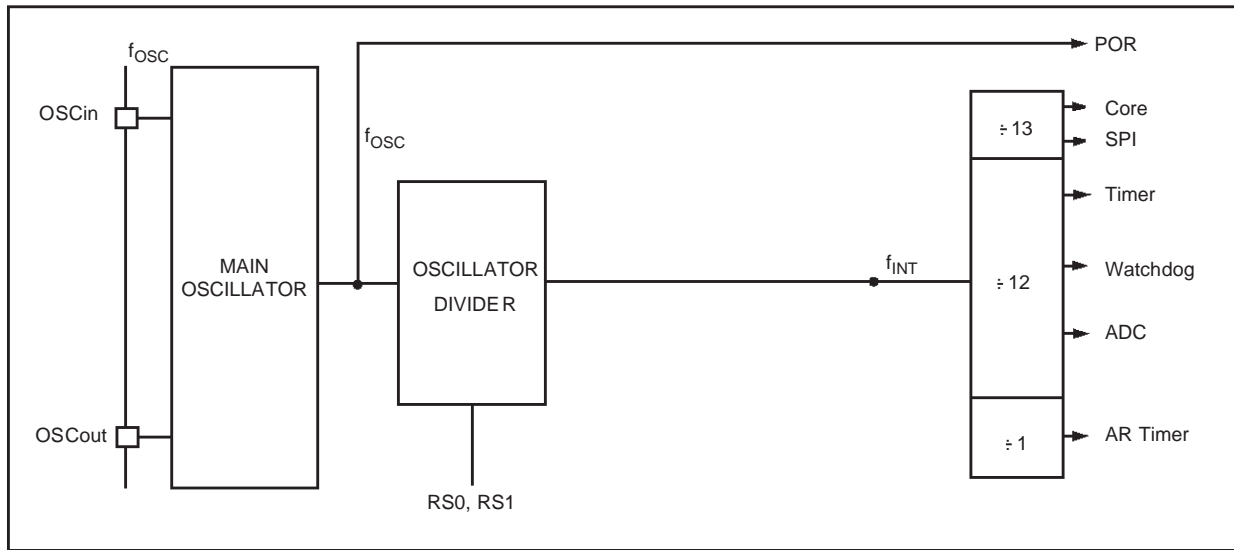 fOSC
POR
OSCin
Core
÷ 13
SPI
fOSC
Timer
MAIN
OSCILLATOR
OSCILLATOR
DIVIDER
fINT
÷ 12
Watchdog
ADC
OSCout
÷ 1
AR Timer
RS0, RS1